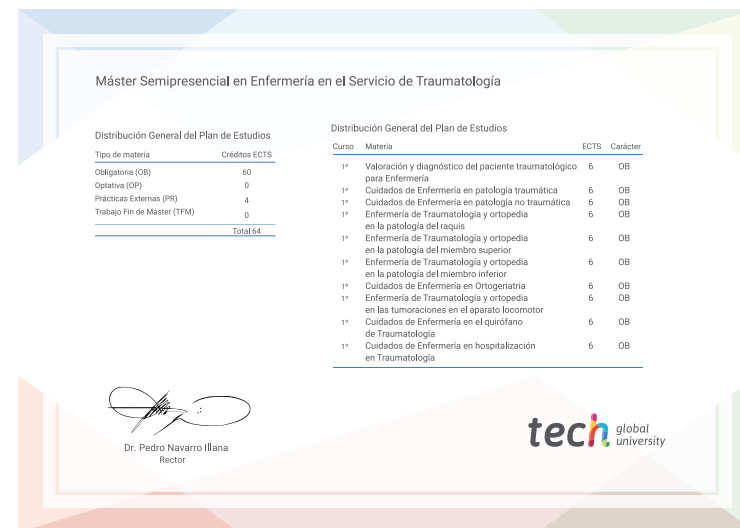 Máster Semipresencial en Enfermería en el Servicio de Traumatología
Distribución General del Plan de Estudios
Tipo de materia Créditos ECTS
Obligatoria (OB) 60
Optativa (OP) 0
Prácticas Externas (PR) 4
Trabajo Fin de Máster (TFM) 0
Total 64
Distribución General del Plan de Estudios
Curso Materia ECTS Carácter
1º Valoración y diagnóstico del paciente traumatológico 6 OB
para Enfermería
1º Cuidados de Enfermería en patología traumática 6 OB
1º Cuidados de Enfermería en patología no traumática 6 OB
1º Enfermería de Traumatología y ortopedia 6 OB
en la patología del raquis
1º Enfermería de Traumatología y ortopedia 6 OB
en la patología del miembro superior
1º Enfermería de Traumatología y ortopedia 6 OB
en la patología del miembro inferior
1º Cuidados de Enfermería en Ortogeriatria 6 OB
1º Enfermería de Traumatología y ortopedia 6 OB
en las tumoraciones en el aparato locomotor
1º Cuidados de Enfermería en el quirófano 6 OB
de Traumatología
1º Cuidados de Enfermería en hospitalización 6 OB
en Traumatología
Dr. Pedro Navarro Illana
Rector
tech global
university